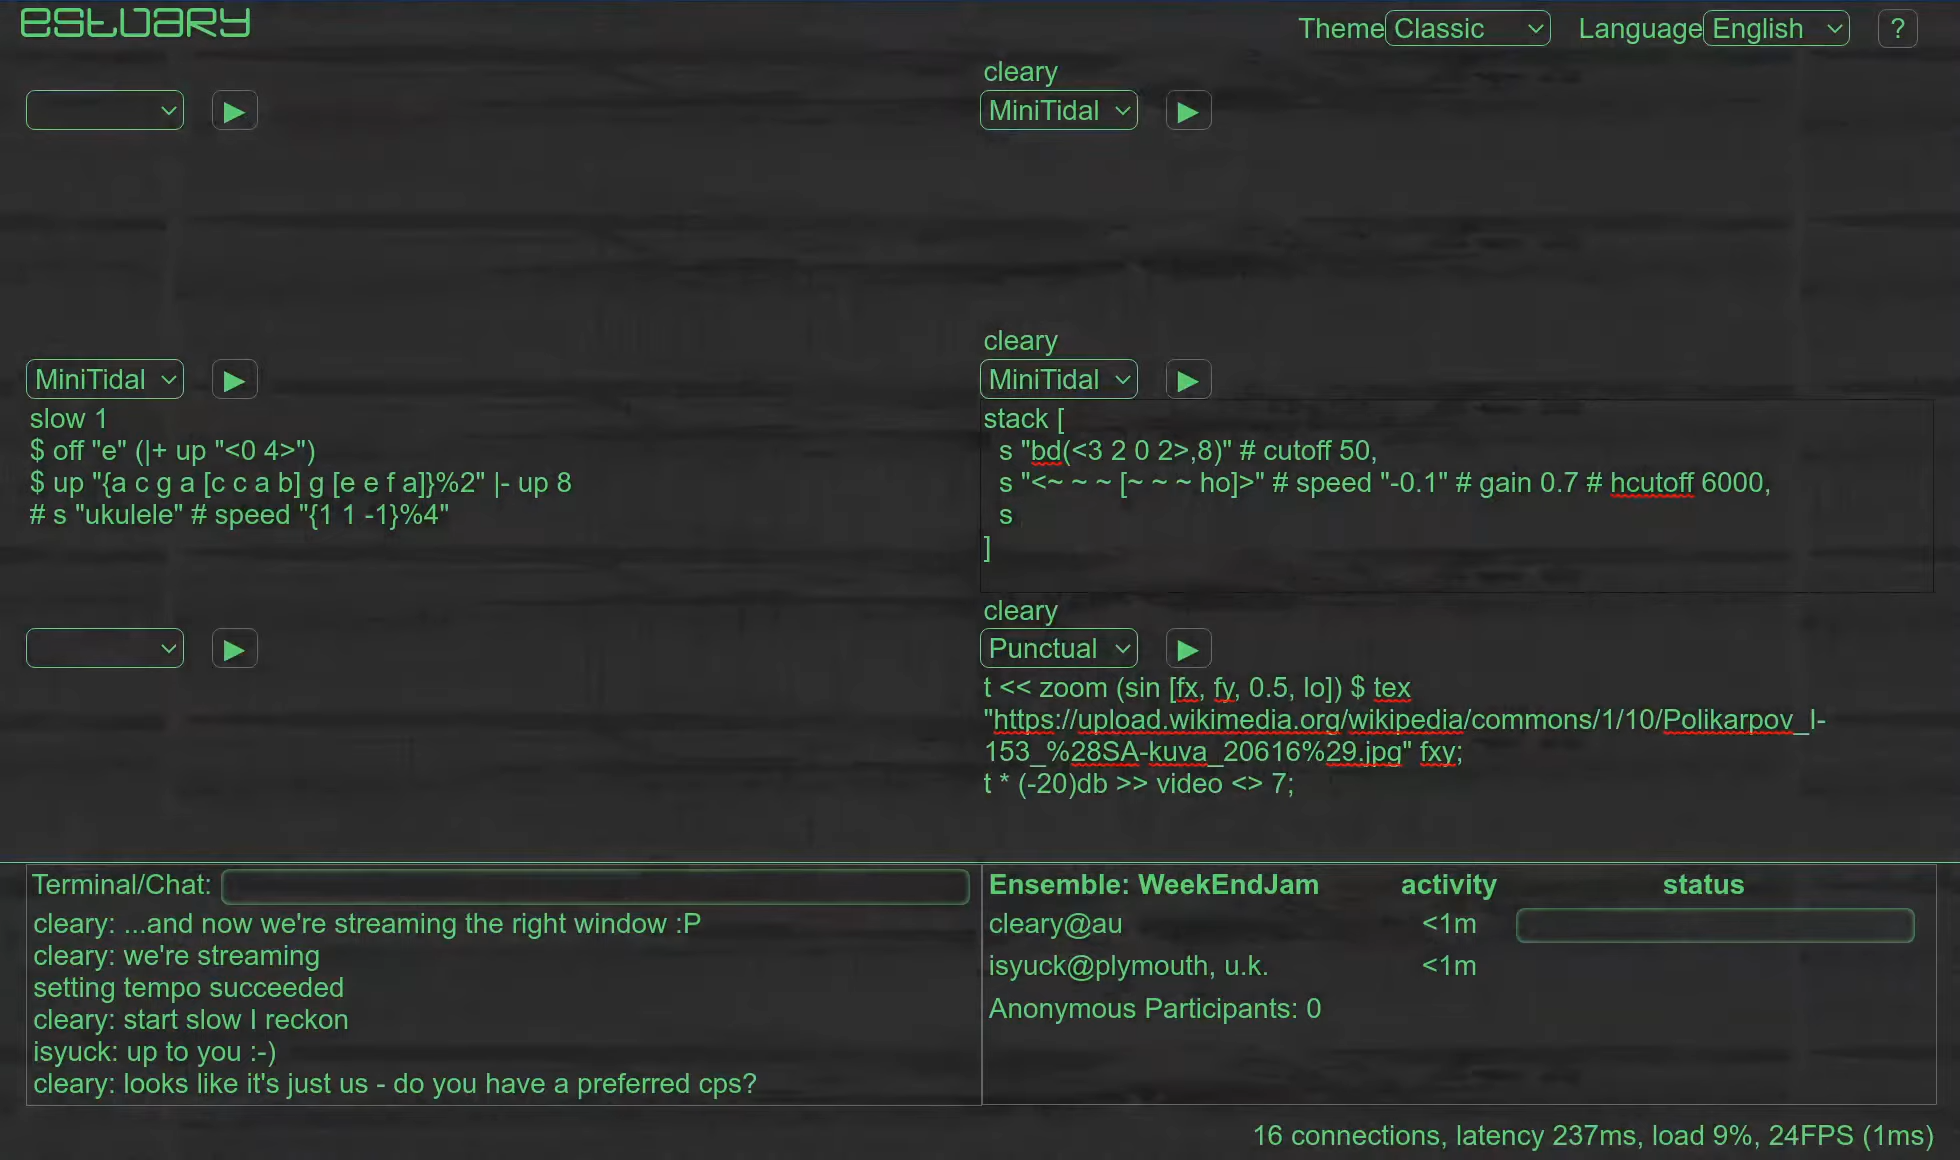 estuary
Theme Classic Language English ?
cleary
MiniTidal
cleary
MiniTidal
MiniTidal
slow 1
$ off "e" (|+ up "<0 4>")
$ up "{a c g a [c c a b] g [e e f a]}%2" |- up 8
# s "ukulele" # speed "{1 1 -1}%4"
stack [
s "bd(<3 2 0 2>,8)" # cutoff 50,
s "<~ ~ ~ [~ ~ ~ ho]>" # speed "-0.1" # gain 0.7 # hcutoff 6000,
s
]
cleary
Punctual
t << zoom (sin [fx, fy, 0.5, lo]) $ tex
"https://upload.wikimedia.org/wikipedia/commons/1/10/Polikarpov_I-
153_%28SA-kuva_20616%29.jpg" fxy;
t * (-20)db >> video <> 7;
Terminal/Chat:
cleary: ...and now we're streaming the right window :P
cleary: we're streaming
setting tempo succeeded
cleary: start slow I reckon
isyuck: up to you :-)
cleary: looks like it's just us - do you have a preferred cps?
Ensemble: WeekEndJam activity status
cleary@au <1m
isyuck@plymouth, u.k. <1m
Anonymous Participants: 0
16 connections, latency 237ms, load 9%, 24FPS (1ms)